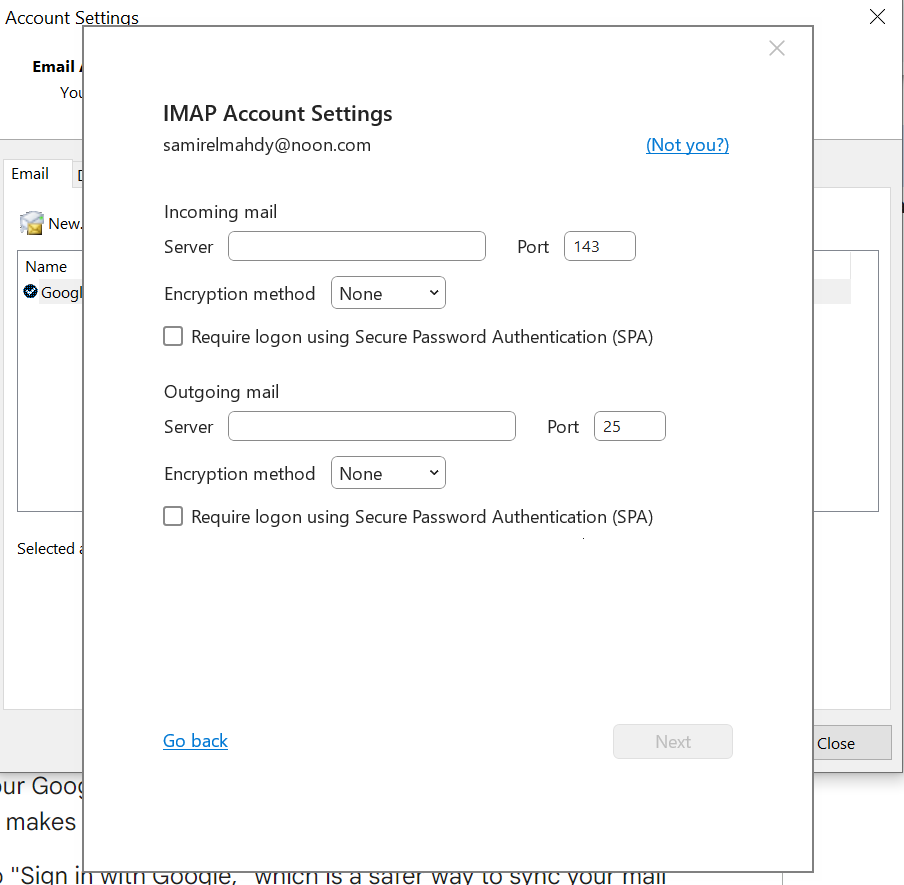 Account Settings
Email
You
IMAP Account Settings
samirelmahdy@noon.com
(Not you?)
Email
New.
Incoming mail
Server
Port 143
Name
Googl
Encryption method None
Require logon using Secure Password Authentication (SPA)
Outgoing mail
Server
Port 25
Encryption method None
Require logon using Secure Password Authentication (SPA)
Selected
Go back
Next
Close
our Goog
makes
"Sign in with Google," which is a safer way to sync your mail